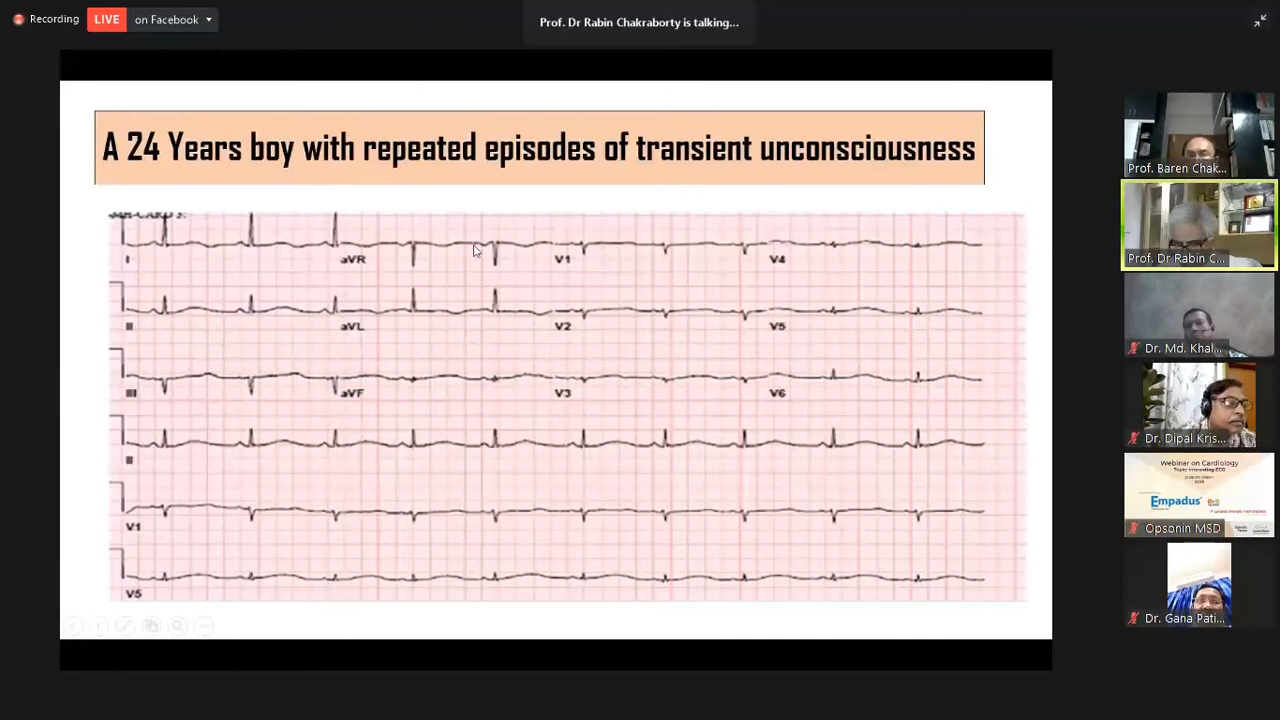 Recording
LIVE
on Facebook
Prof. Dr Rabin Chakraborty is talking...
A 24 Years boy with repeated episodes of transient unconsciousness
I
aVR
V1
V4
II
aVL
V2
V5
III
aVF
V3
V6
II
V1
V5
Prof. Baren Chak...
Prof. Dr Rabin C...
Dr. Md. Khal...
Dr. Dipal Kris...
Webinar on Cardiology
Empadus
Opsonin MSD
Dr. Gana Pati...